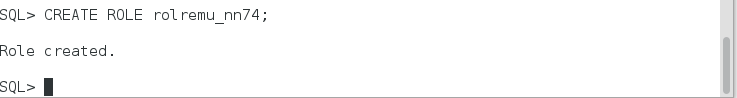 SQL> CREATE ROLE rolremu_nn74;
Role created.
SQL>